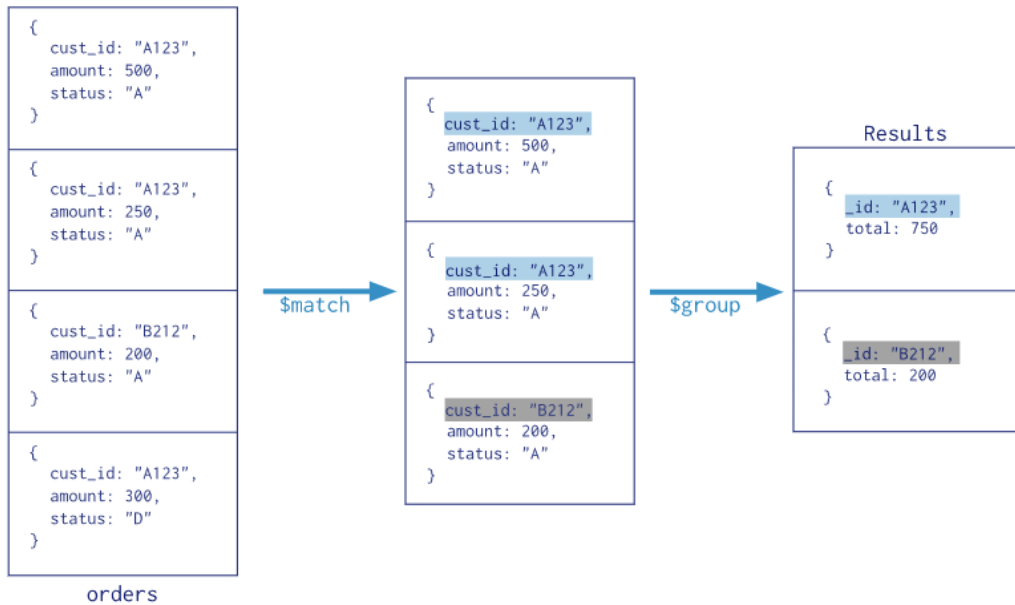 {
cust_id: "A123",
amount: 500,
status: "A"
}
{
cust_id: "A123",
amount: 250,
status: "A"
}
{
cust_id: "B212",
amount: 200,
status: "A"
}
{
cust_id: "A123",
amount: 300,
status: "D"
}
orders
$match
{
cust_id: "A123",
amount: 500,
status: "A"
}
{
cust_id: "A123",
amount: 250,
status: "A"
}
{
cust_id: "B212",
amount: 200,
status: "A"
}
$group
Results
{
_id: "A123",
total: 750
}
{
_id: "B212",
total: 200
}